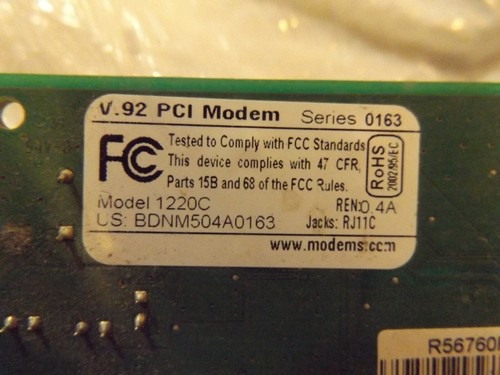 V.92 PCI Modem Series 0163
FCC
Tested to Comply with FCC Standards
This device complies with 47 CFR,
Parts 15B and 68 of the FCC Rules.
RoHS
2002/95/EC
Model 1220C
REN:0.4A
US: BDNM504A0163
Jacks: RJ11C
www.modems.com